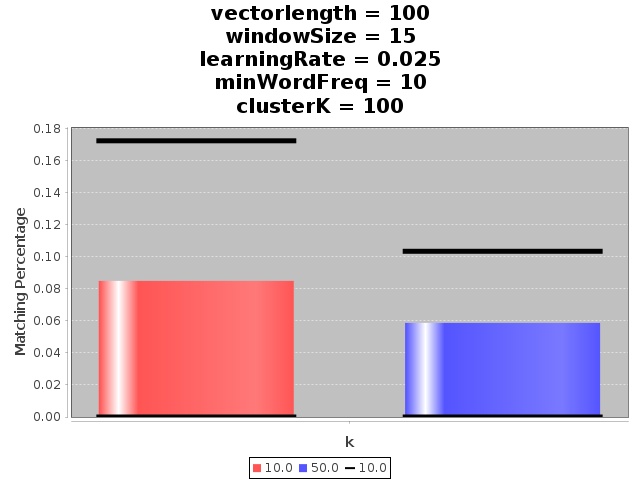 vectorlength = 100
windowSize = 15
learningRate = 0.025
minWordFreq = 10
clusterK = 100
0.18
0.16
0.14
0.12
0.10
0.08
0.06
0.04
0.02
0.00
Matching Percentage
k
10.0 50.0 10.0